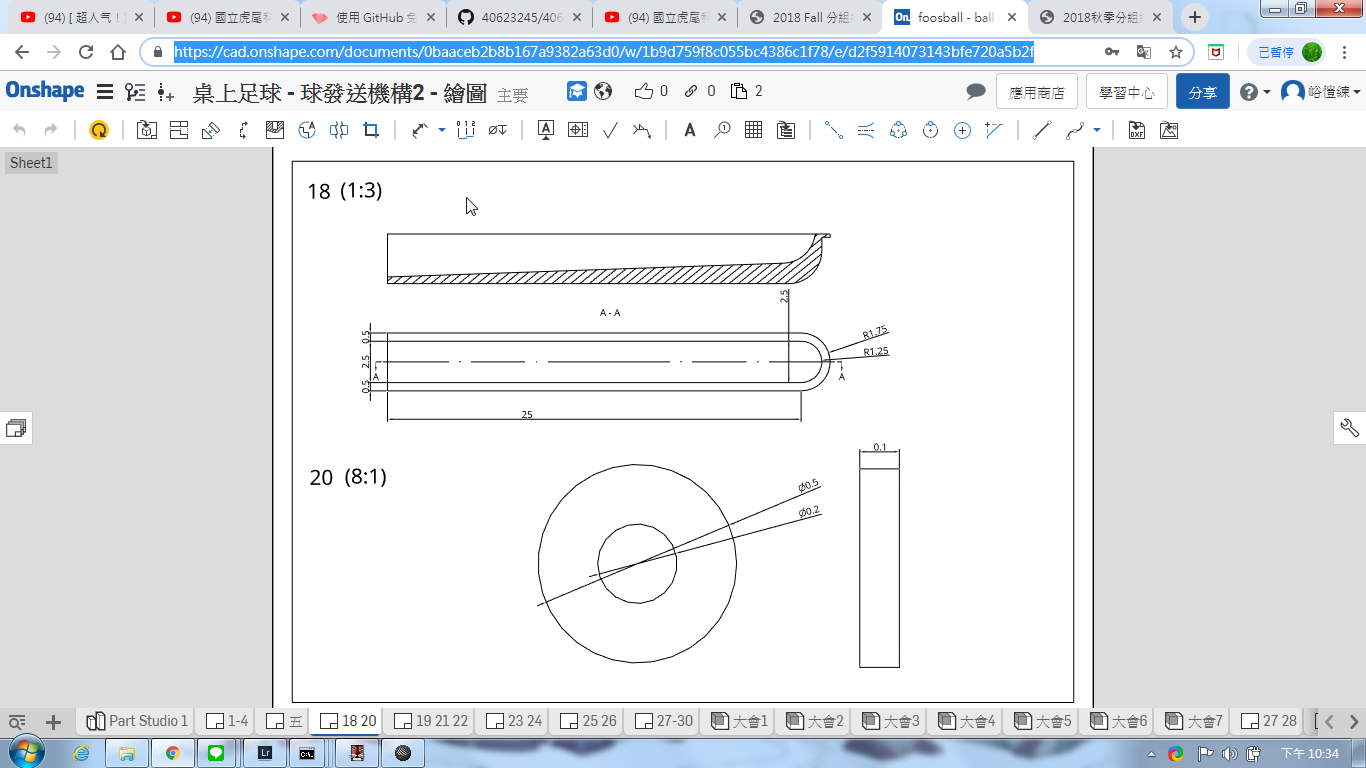 (94) [ 超人气！
(94) 國立虎尾科
使用 GitHub 免
40623245/406
(94) 國立虎尾科
2018 Fall 分組
foosball - ball
2018秋季分組
https://cad.onshape.com/documents/0baaceb2b8b167a9382a63d0/w/1b9d759f8c055bc4386c1f78/e/d2f5914073143bfe720a5b2f
已暫停
Onshape
桌上足球 - 球發送機構2 - 繪圖 主要
0
0
2
應用商店
學習中心
分享
峪愷練
Sheet1
18 (1:3)
A - A
2.5
R1.75
R1.25
0.5
2.5
0.5
A
A
25
20 (8:1)
Ø0.5
Ø0.2
0.1
Part Studio 1
1-4
五
18 20
19 21 22
23 24
25 26
27-30
大會1
大會2
大會3
大會4
大會5
大會6
大會7
27 28
下午 10:34